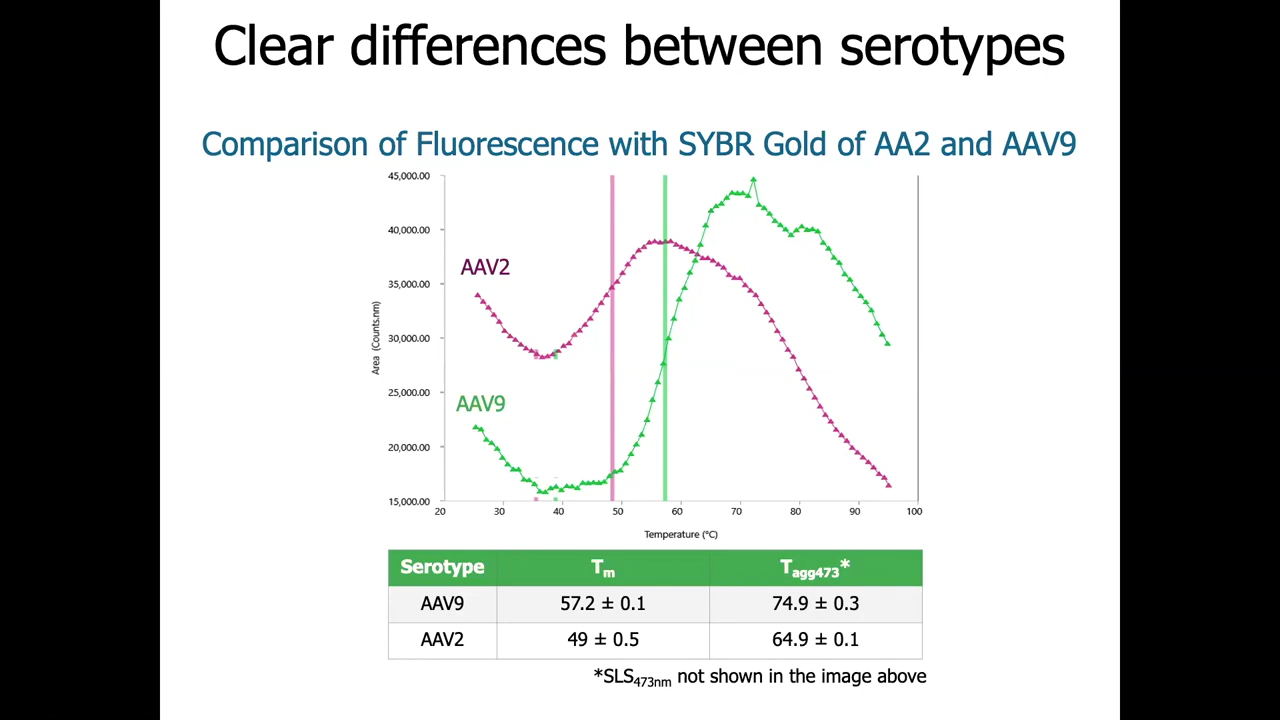 Clear differences between serotypes
Comparison of Fluorescence with SYBR Gold of AA2 and AAV9
45,000.00
40,000.00
35,000.00
30,000.00
25,000.00
20,000.00
15,000.00
Area (Counts.nm)
AAV2
AAV9
20 30 40 50 60 70 80 90 100
Temperature (°C)
Serotype Tm Tagg473*
AAV9 57.2 ± 0.1 74.9 ± 0.3
AAV2 49 ± 0.5 64.9 ± 0.1
*SLS473nm not shown in the image above